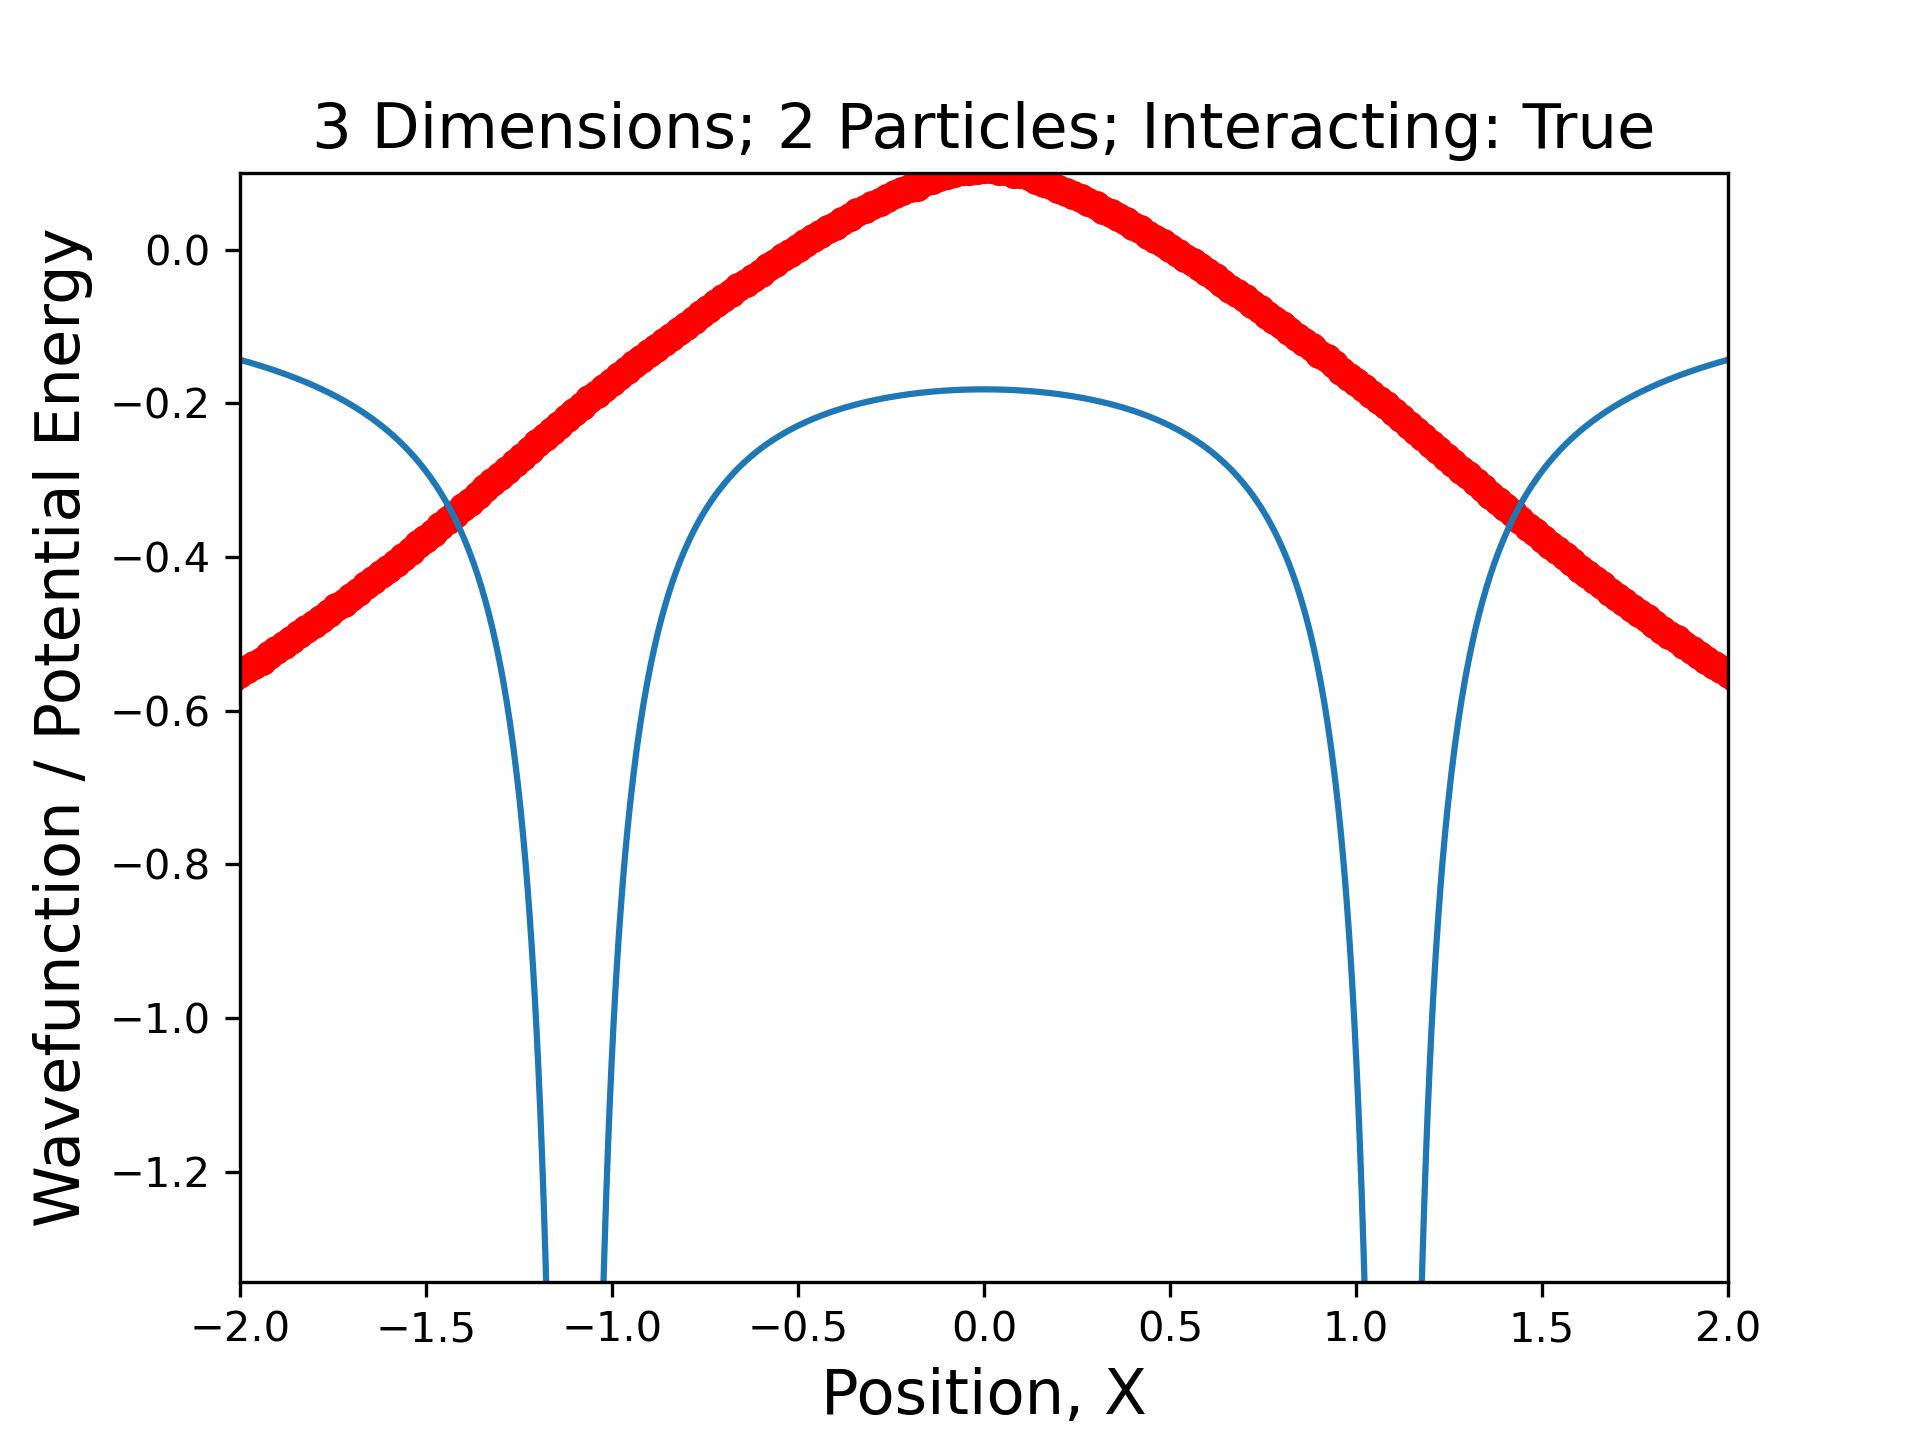 3 Dimensions; 2 Particles; Interacting: True
Wavefunction / Potential Energy
0.0
−0.2
−0.4
−0.6
−0.8
−1.0
−1.2
−2.0 −1.5 −1.0 −0.5 0.0 0.5 1.0 1.5 2.0
Position, X